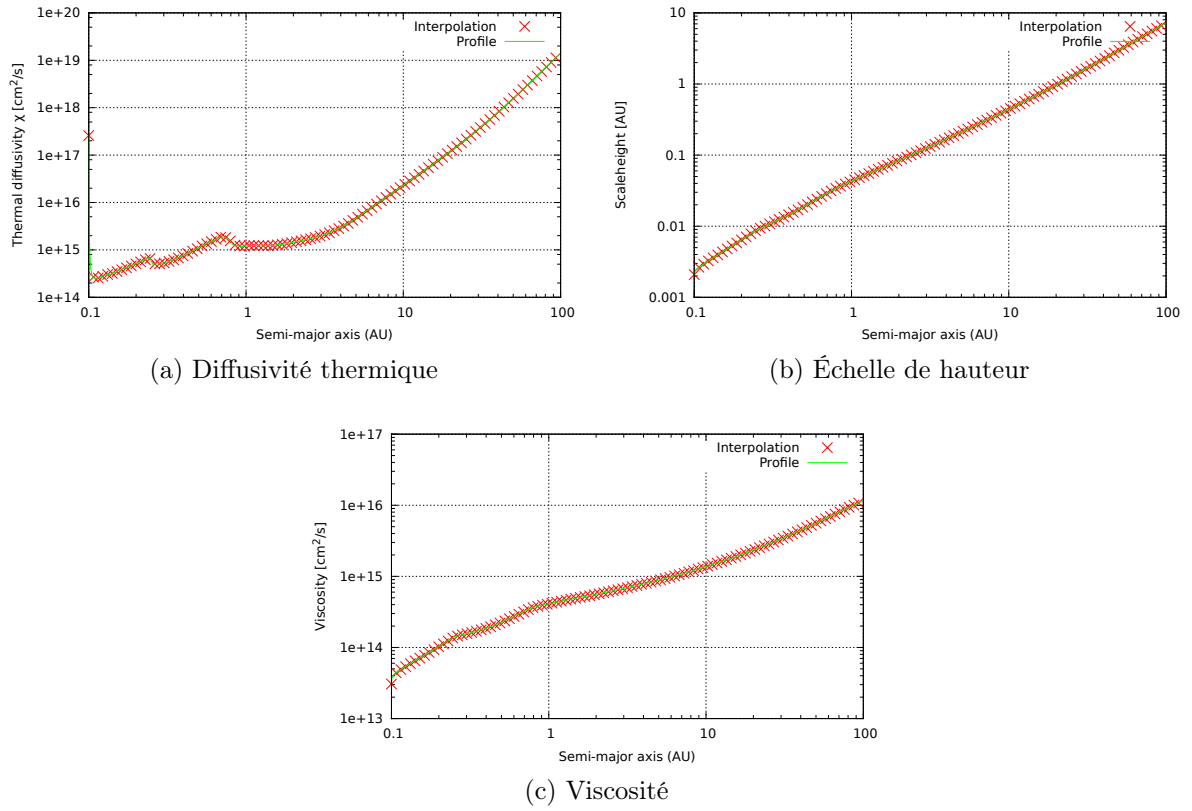 1e+20
1e+19
1e+18
1e+17
1e+16
1e+15
1e+14
Thermal diffusivity χ [cm²/s]
Interpolation
Profile
0.1
1
10
100
Semi-major axis (AU)
(a) Diffusivité thermique
10
1
0.1
0.01
0.001
Scaleheight [AU]
Interpolation
Profile
0.1
1
10
100
Semi-major axis (AU)
(b) Échelle de hauteur
1e+17
1e+16
1e+15
1e+14
1e+13
Viscosity [cm²/s]
Interpolation
Profile
0.1
1
10
100
Semi-major axis (AU)
(c) Viscosité